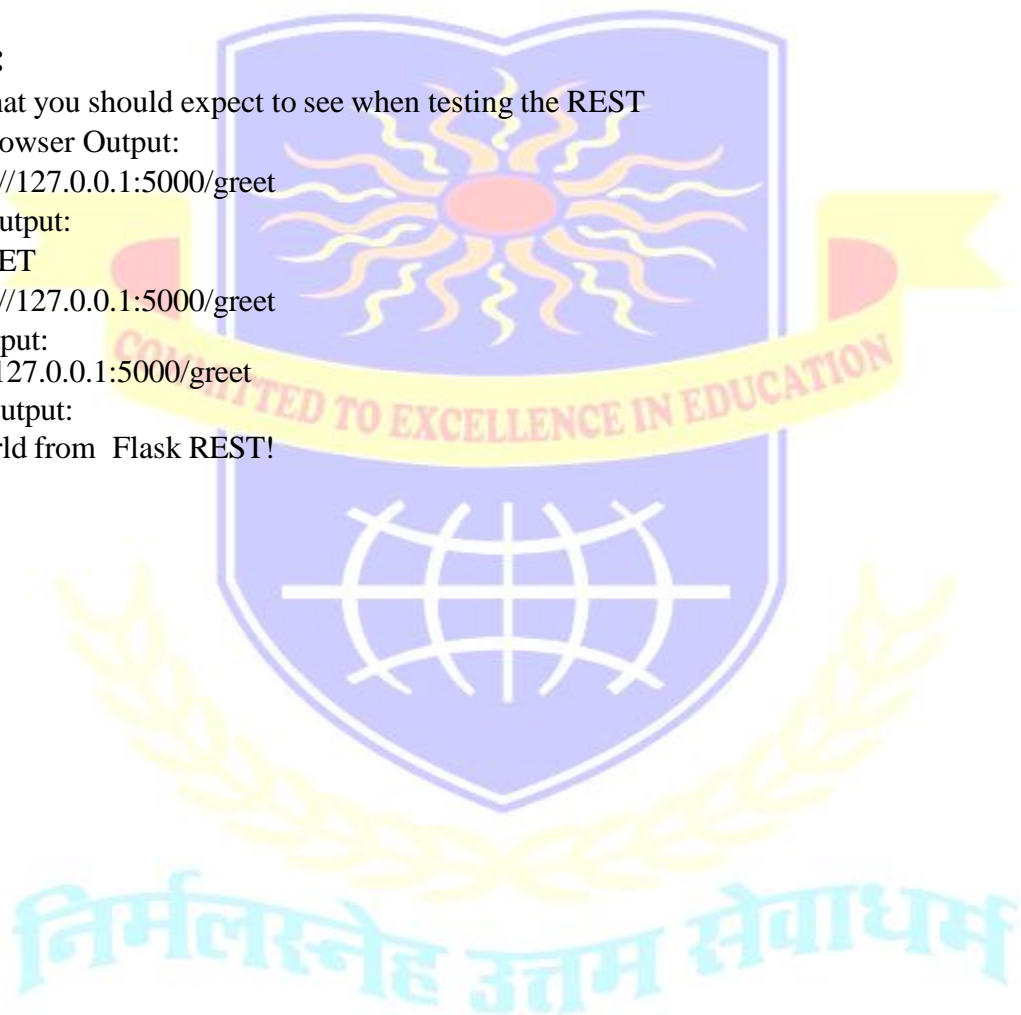 :
hat you should expect to see when testing the REST
owser Output:
//127.0.0.1:5000/greet
utput:
ET
//127.0.0.1:5000/greet
put:
127.0.0.1:5000/greet
utput:
rld from Flask REST!
COMMITTED TO EXCELLENCE IN EDUCATION
निर्मलस्नेह उत्तम सेवाधर्म